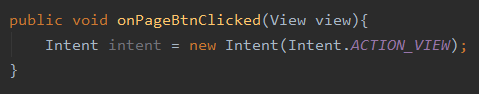 public void onPageBtnClicked(View view){
    Intent intent = new Intent(Intent.ACTION_VIEW);
}